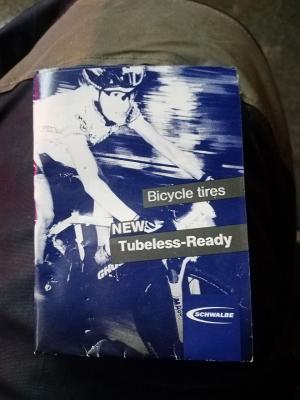 Bicycle tires
NEW
Tubeless-Ready
SCHWALBE